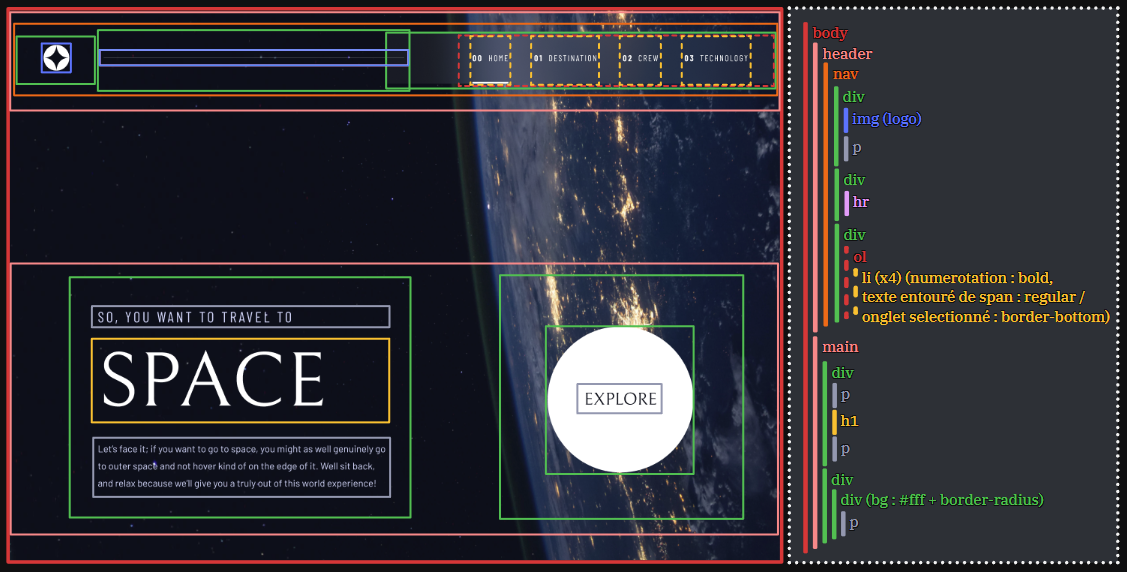 00 HOME
01 DESTINATION
02 CREW
03 TECHNOLOGY
SO, YOU WANT TO TRAVEL TO
SPACE
Let's face it; if you want to go to space, you might as well genuinely go
to outer space and not hover kind of on the edge of it. Well sit back,
and relax because we'll give you a truly out of this world experience!
EXPLORE
body
header
nav
div
img (logo)
p
div
hr
div
ol
li (x4) (numerotation : bold,
texte entouré de span : regular /
onglet selectionné : border-bottom)
main
div
p
h1
p
div
div (bg : #fff + border-radius)
p